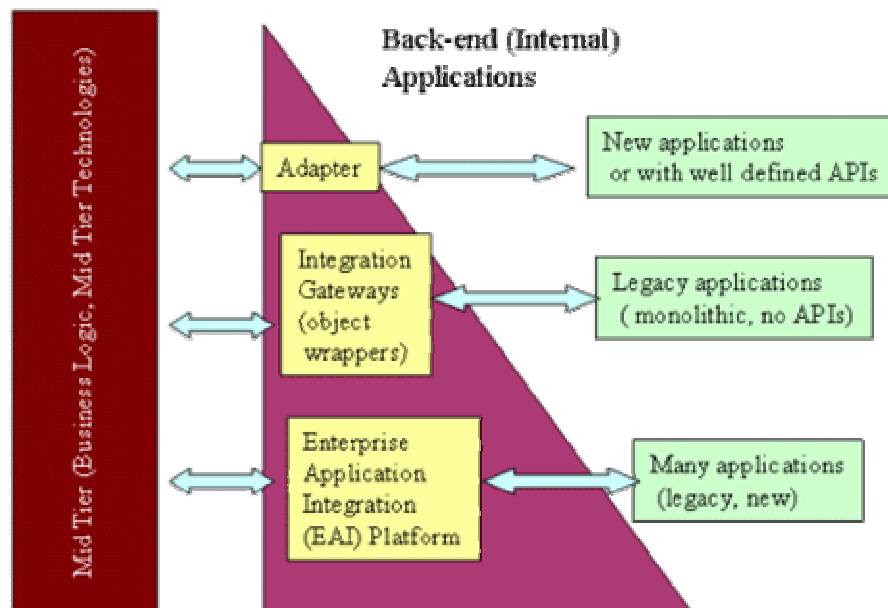 Back-end (Internal)
Applications
Mid Tier (Business Logic, Mid Tier Technologies)
Adapter
New applications
or with well defined APIs
Integration
Gateways
(object
wrappers)
Legacy applications
( monolithic, no APIs)
Enterprise
Application
Integration
(EAI) Platform
Many applications
(legacy, new)